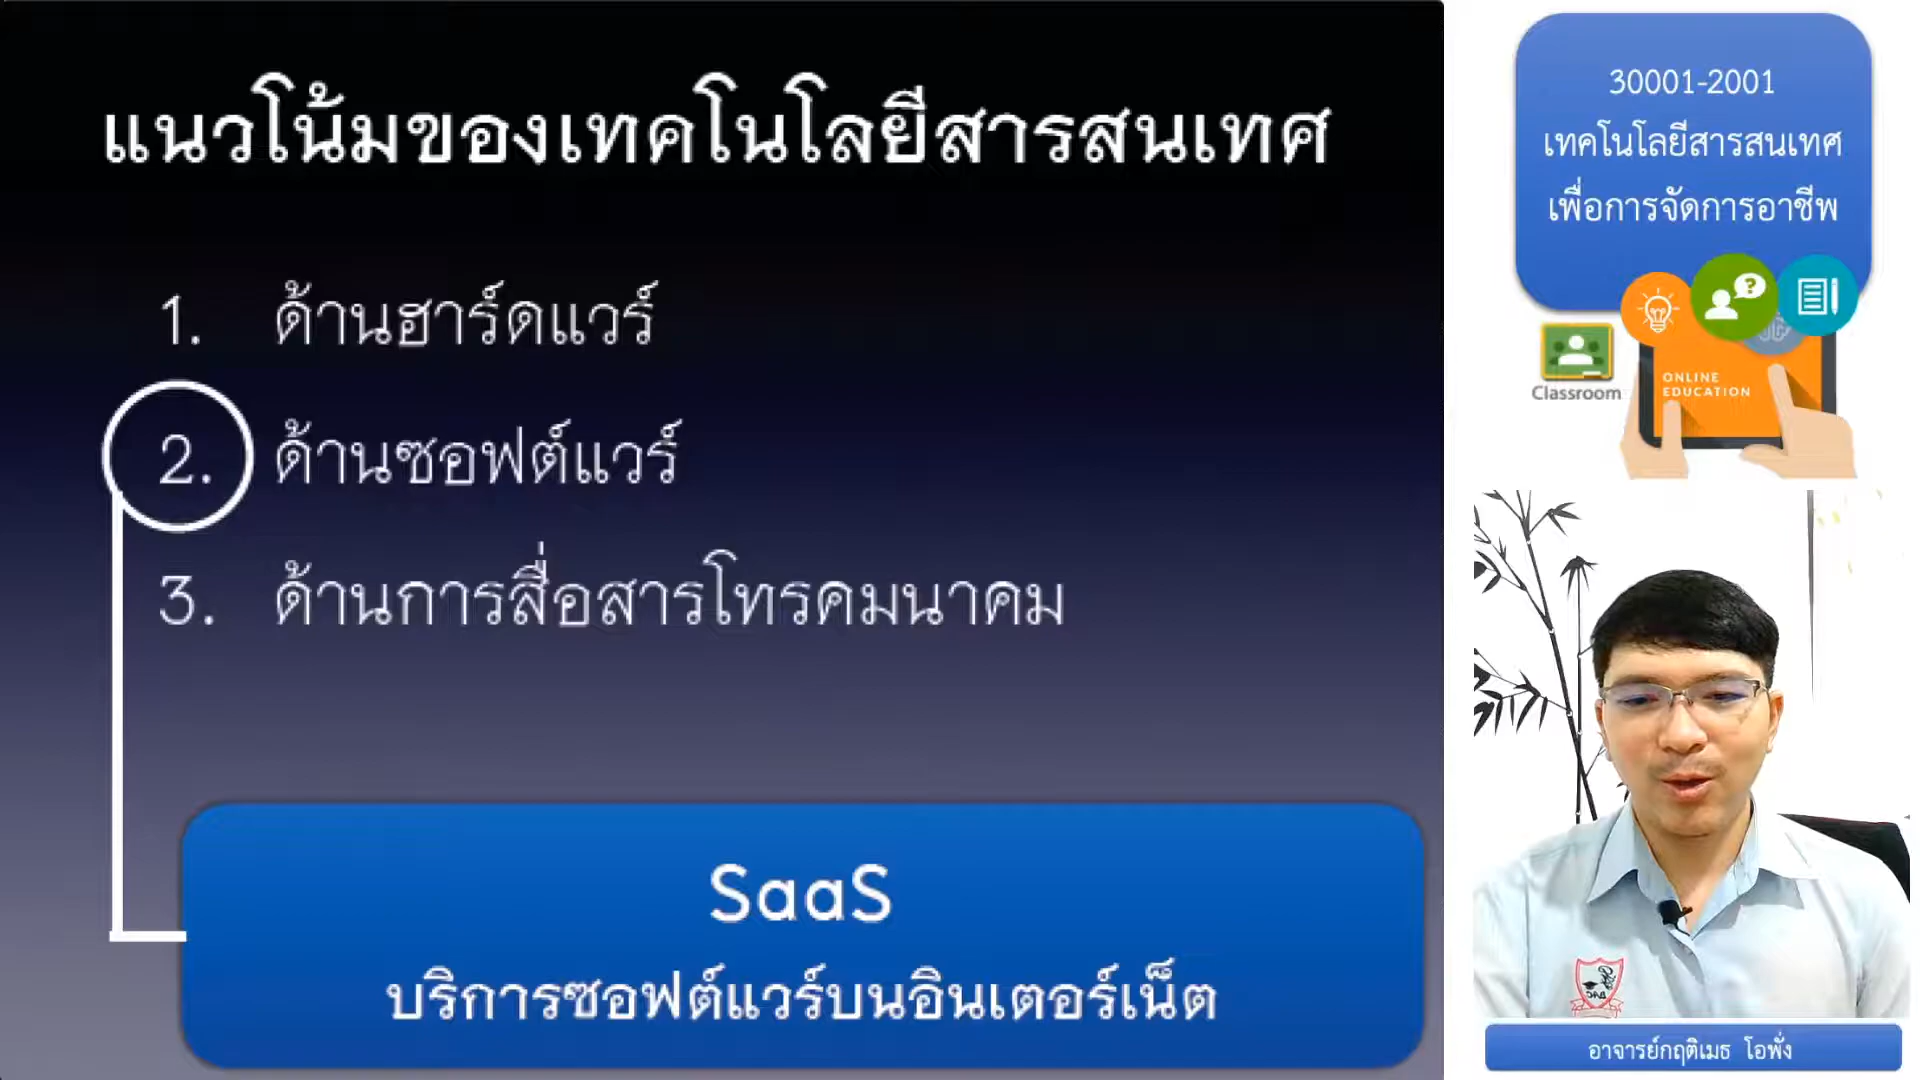 แนวโน้มของเทคโนโลยีสารสนเทศ
1. ด้านฮาร์ดแวร์
2. ด้านซอฟต์แวร์
3. ด้านการสื่อสารโทรคมนาคม
SaaS
บริการซอฟต์แวร์บนอินเตอร์เน็ต
30001-2001
เทคโนโลยีสารสนเทศ
เพื่อการจัดการอาชีพ
Classroom
ONLINE
EDUCATION
อาจารย์กฤติเมธ โอพั่ง